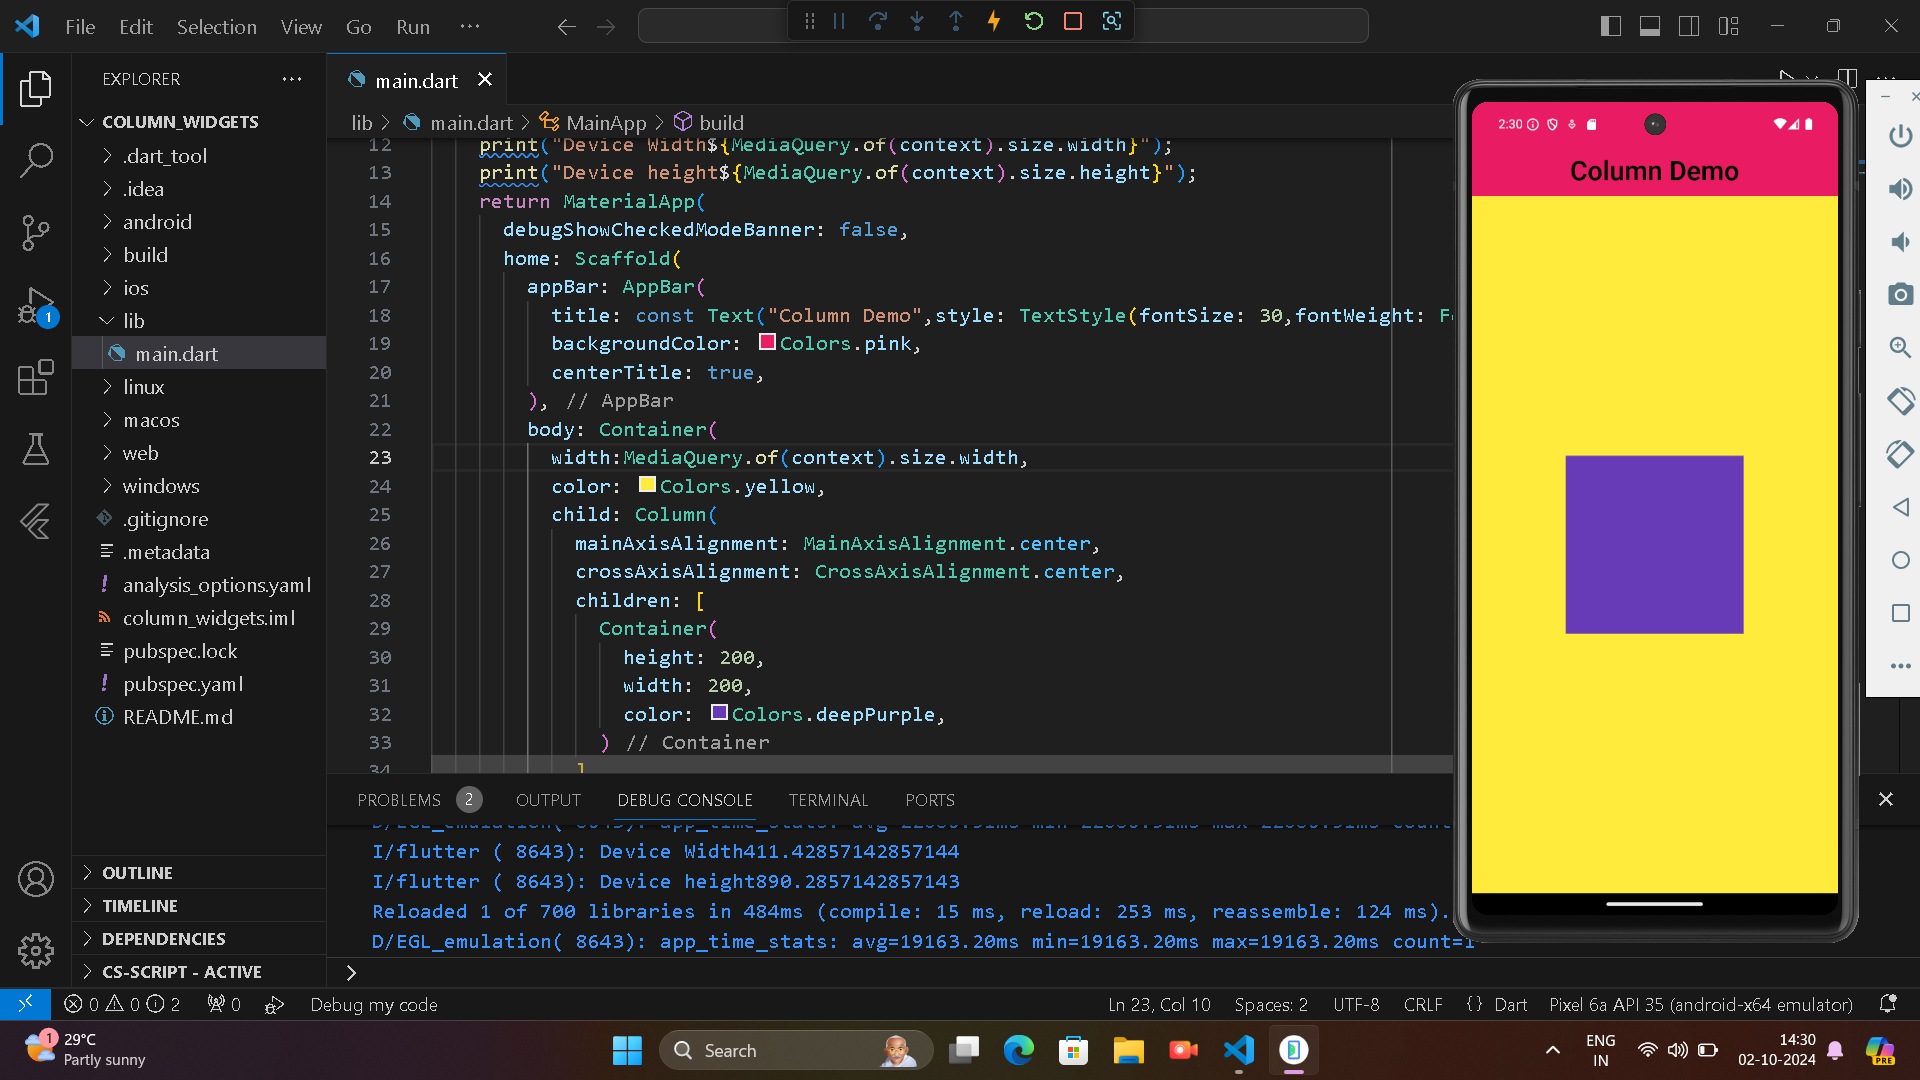 File Edit Selection View Go Run ···
EXPLORER ···
COLUMN_WIDGETS
.dart_tool
.idea
android
build
ios
lib
main.dart
linux
macos
web
windows
.gitignore
.metadata
! analysis_options.yaml
column_widgets.iml
pubspec.lock
! pubspec.yaml
README.md
1
OUTLINE
TIMELINE
DEPENDENCIES
CS-SCRIPT - ACTIVE
main.dart
lib > main.dart > MainApp > build
12 print("Device Width${MediaQuery.of(context).size.width}");
13 print("Device height${MediaQuery.of(context).size.height}");
14 return MaterialApp(
15 debugShowCheckedModeBanner: false,
16 home: Scaffold(
17 appBar: AppBar(
18 title: const Text("Column Demo",style: TextStyle(fontSize: 30,fontWeight:
19 backgroundColor: Colors.pink,
20 centerTitle: true,
21 ), // AppBar
22 body: Container(
23 width:MediaQuery.of(context).size.width,
24 color: Colors.yellow,
25 child: Column(
26 mainAxisAlignment: MainAxisAlignment.center,
27 crossAxisAlignment: CrossAxisAlignment.center,
28 children: [
29 Container(
30 height: 200,
31 width: 200,
32 color: Colors.deepPurple,
33 ) // Container
34 ]
PROBLEMS 2 OUTPUT DEBUG CONSOLE TERMINAL PORTS
I/flutter ( 8643): Device Width411.42857142857144
I/flutter ( 8643): Device height890.2857142857143
Reloaded 1 of 700 libraries in 484ms (compile: 15 ms, reload: 253 ms, reassemble: 124 ms).
D/EGL_emulation( 8643): app_time_stats: avg=19163.20ms min=19163.20ms max=19163.20ms count=1
>
2:30
Column Demo
0 0 2 0 Debug my code Ln 23, Col 10 Spaces: 2 UTF-8 CRLF {} Dart Pixel 6a API 35 (android-x64 emulator)
1
29°C
Partly sunny
Search
ENG
IN
14:30
02-10-2024
PRE